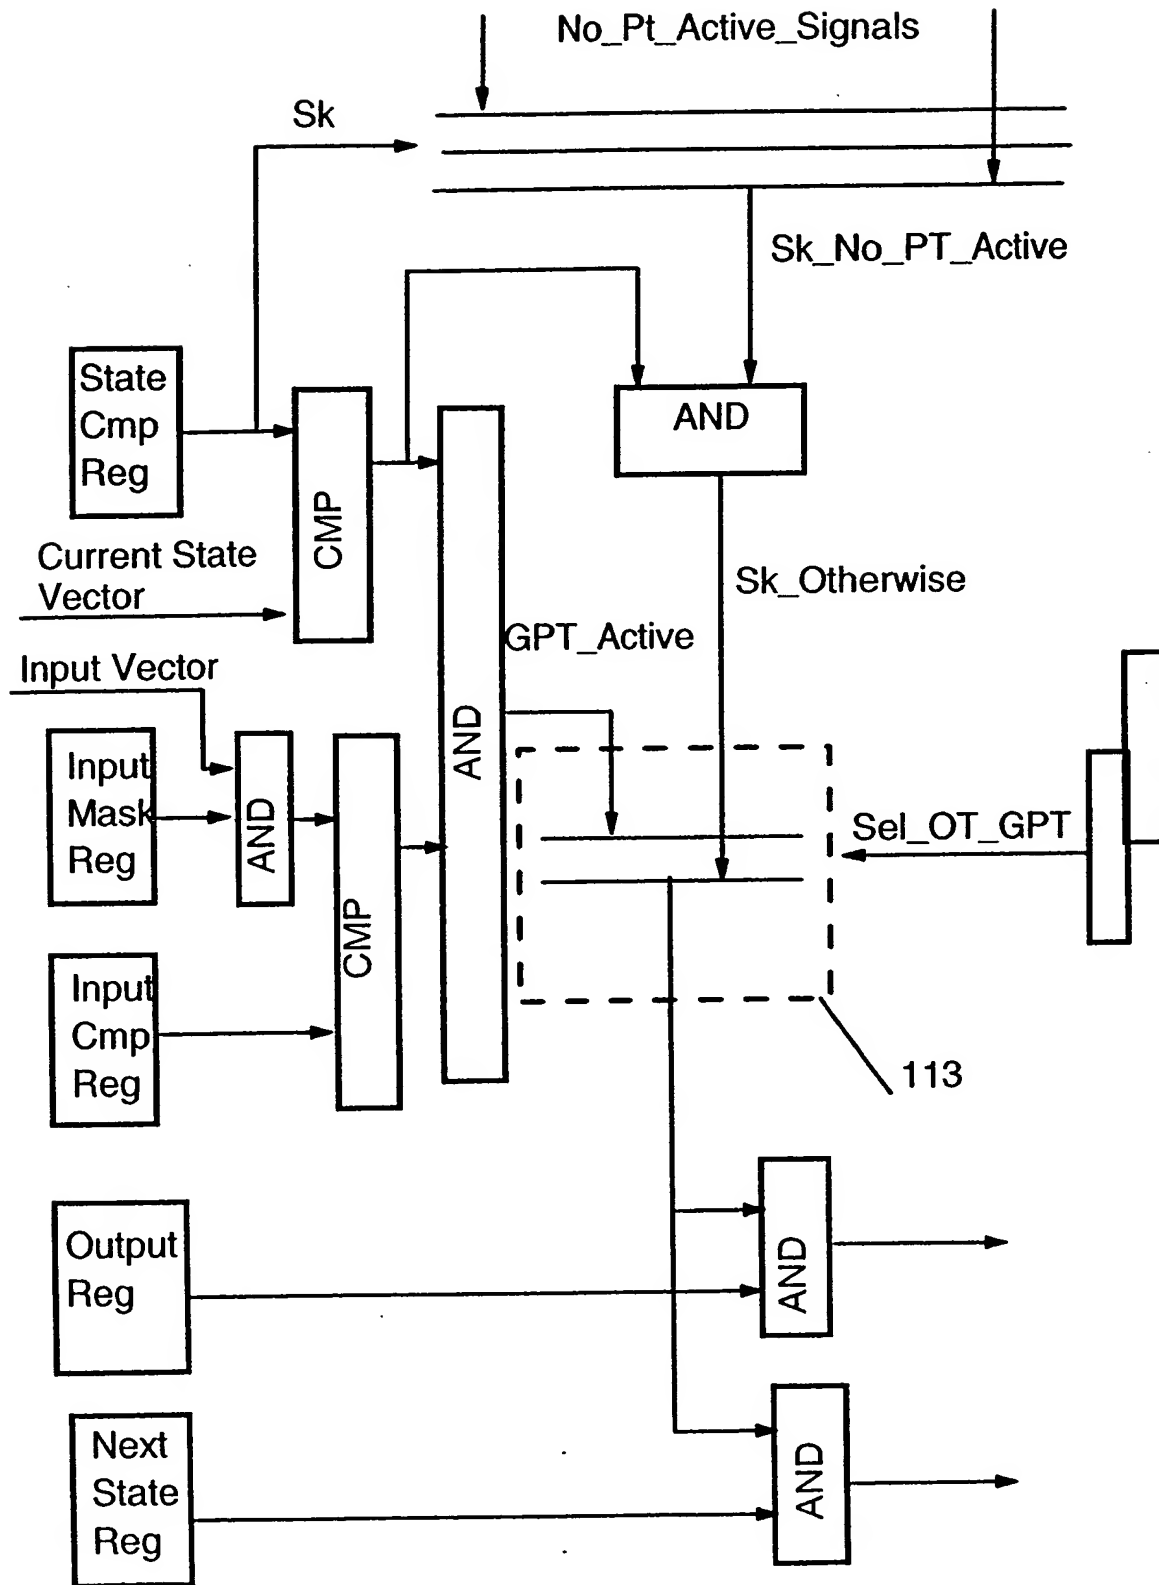 No_Pt_Active_Signals
Sk
Sk_No_PT_Active
State
Cmp
Reg
CMP
AND
AND
Current State
Vector
Sk_Otherwise
GPT_Active
Input Vector
Input
Mask
Reg
AND
CMP
Sel_OT_GPT
Input
Cmp
Reg
113
Output
Reg
AND
Next
State
Reg
AND